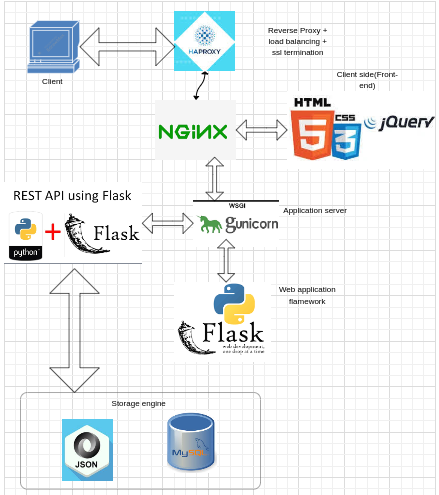 Client
HAPROXY
Reverse Proxy +
load balancing +
ssl termination
Client side(Front-
end)
NGINX
HTML
5
CSS
3
jQuery
REST API using Flask
python
+
Flask
WSGI
gunicorn
Application server
Web application
flamework
Flask
web development,
one drop at a time
Storage engine
JSON
MySQL